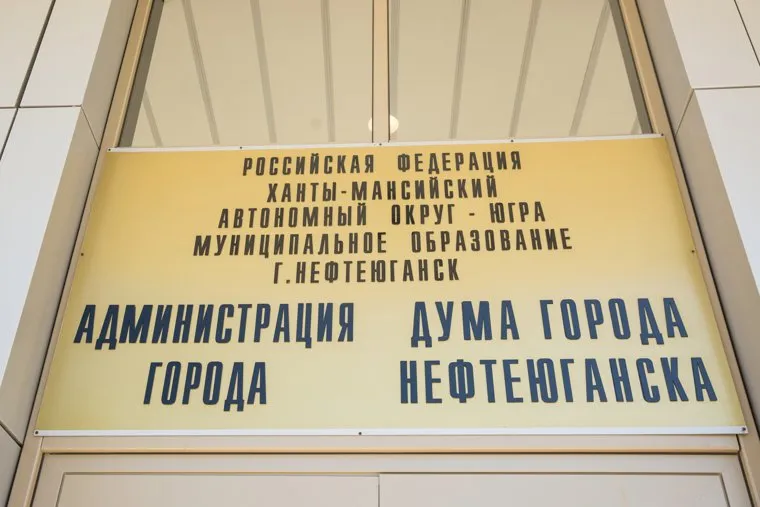 РОССИЙСКАЯ ФЕДЕРАЦИЯ
ХАНТЫ-МАНСИЙСКИЙ
АВТОНОМНЫЙ ОКРУГ - ЮГРА
МУНИЦИПАЛЬНОЕ ОБРАЗОВАНИЕ
Г.НЕФТЕЮГАНСК
АДМИНИСТРАЦИЯ
ГОРОДА
ДУМА ГОРОДА
НЕФТЕЮГАНСКА